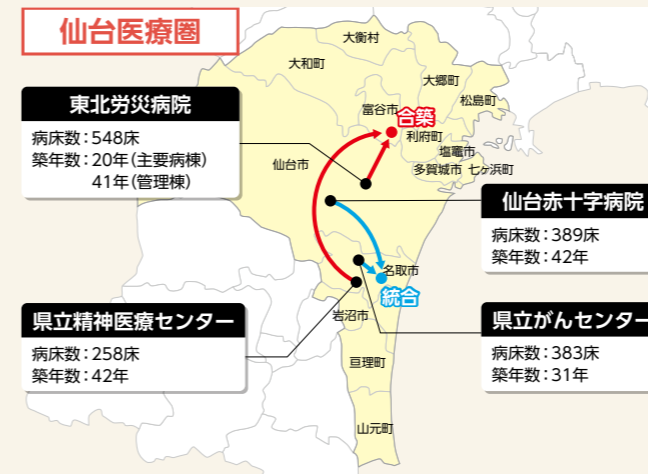 仙台医療圏
大衡村
大和町
大郷町
松島町
富谷市
合築
利府町
塩竈市
多賀城市
七ヶ浜町
仙台市
東北労災病院
病床数:548床
築年数:20年(主要病棟)
41年(管理棟)
仙台赤十字病院
病床数:389床
築年数:42年
名取市
統合
岩沼市
県立精神医療センター
病床数:258床
築年数:42年
県立がんセンター
病床数:383床
築年数:31年
亘理町
山元町